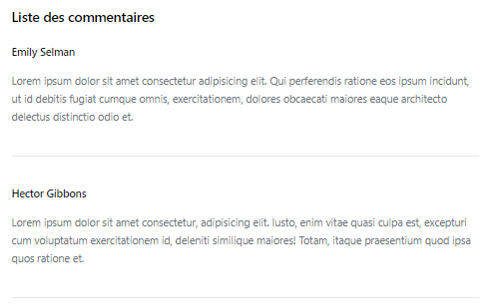 Liste des commentaires
Emily Selman
Lorem ipsum dolor sit amet consectetur adipisicing elit. Qui perferendis ratione eos ipsum incidunt,
ut id debitis fugiat cumque omnis, exercitationem, dolores obcaecati maiores eaque architecto
delectus distinctio odio et.
Hector Gibbons
Lorem ipsum dolor sit amet consectetur, adipisicing elit. Iusto, enim vitae quasi culpa est, excepturi
cum voluptatum exercitationem id, deleniti similique maiores! Totam, itaque praesentium quod ipsa
quos ratione et.